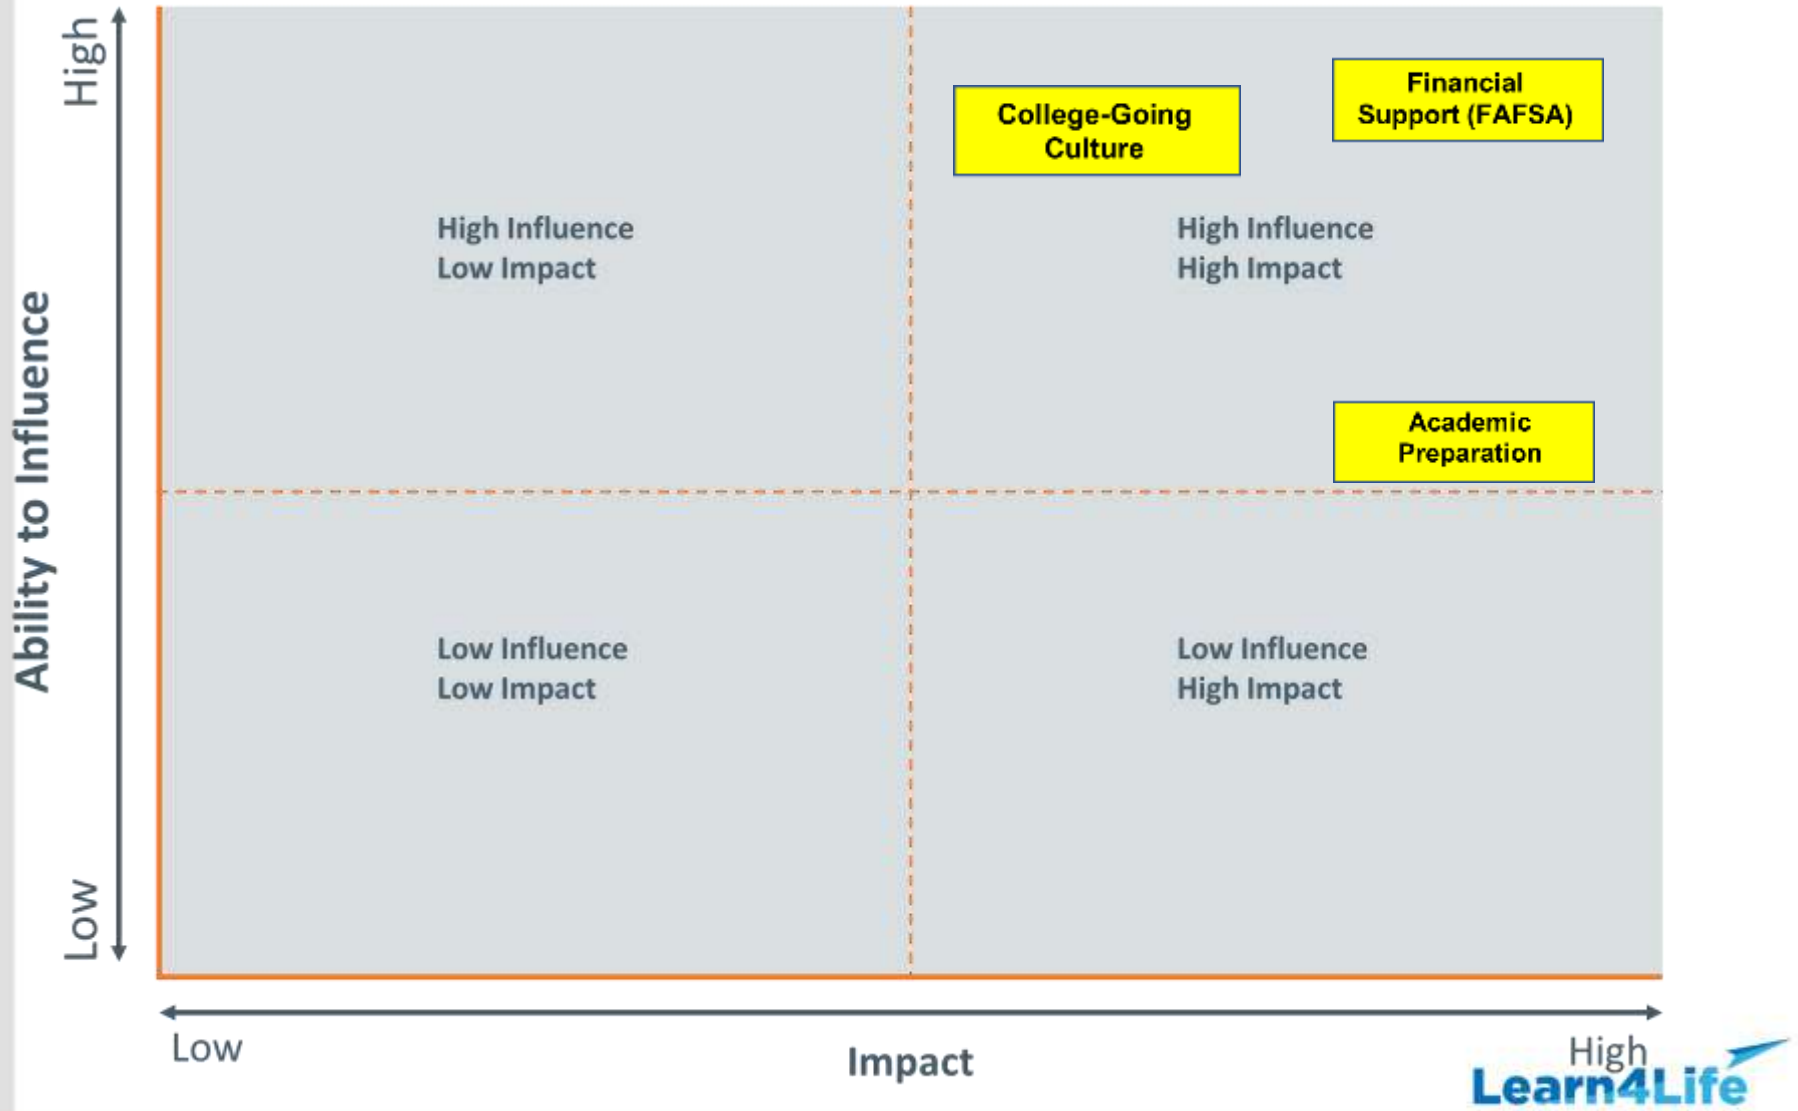 High
Ability to Influence
Low
College-Going
Culture
Financial
Support (FAFSA)
High Influence
Low Impact
High Influence
High Impact
Academic
Preparation
Low Influence
Low Impact
Low Influence
High Impact
Low
Impact
High
Learn4Life